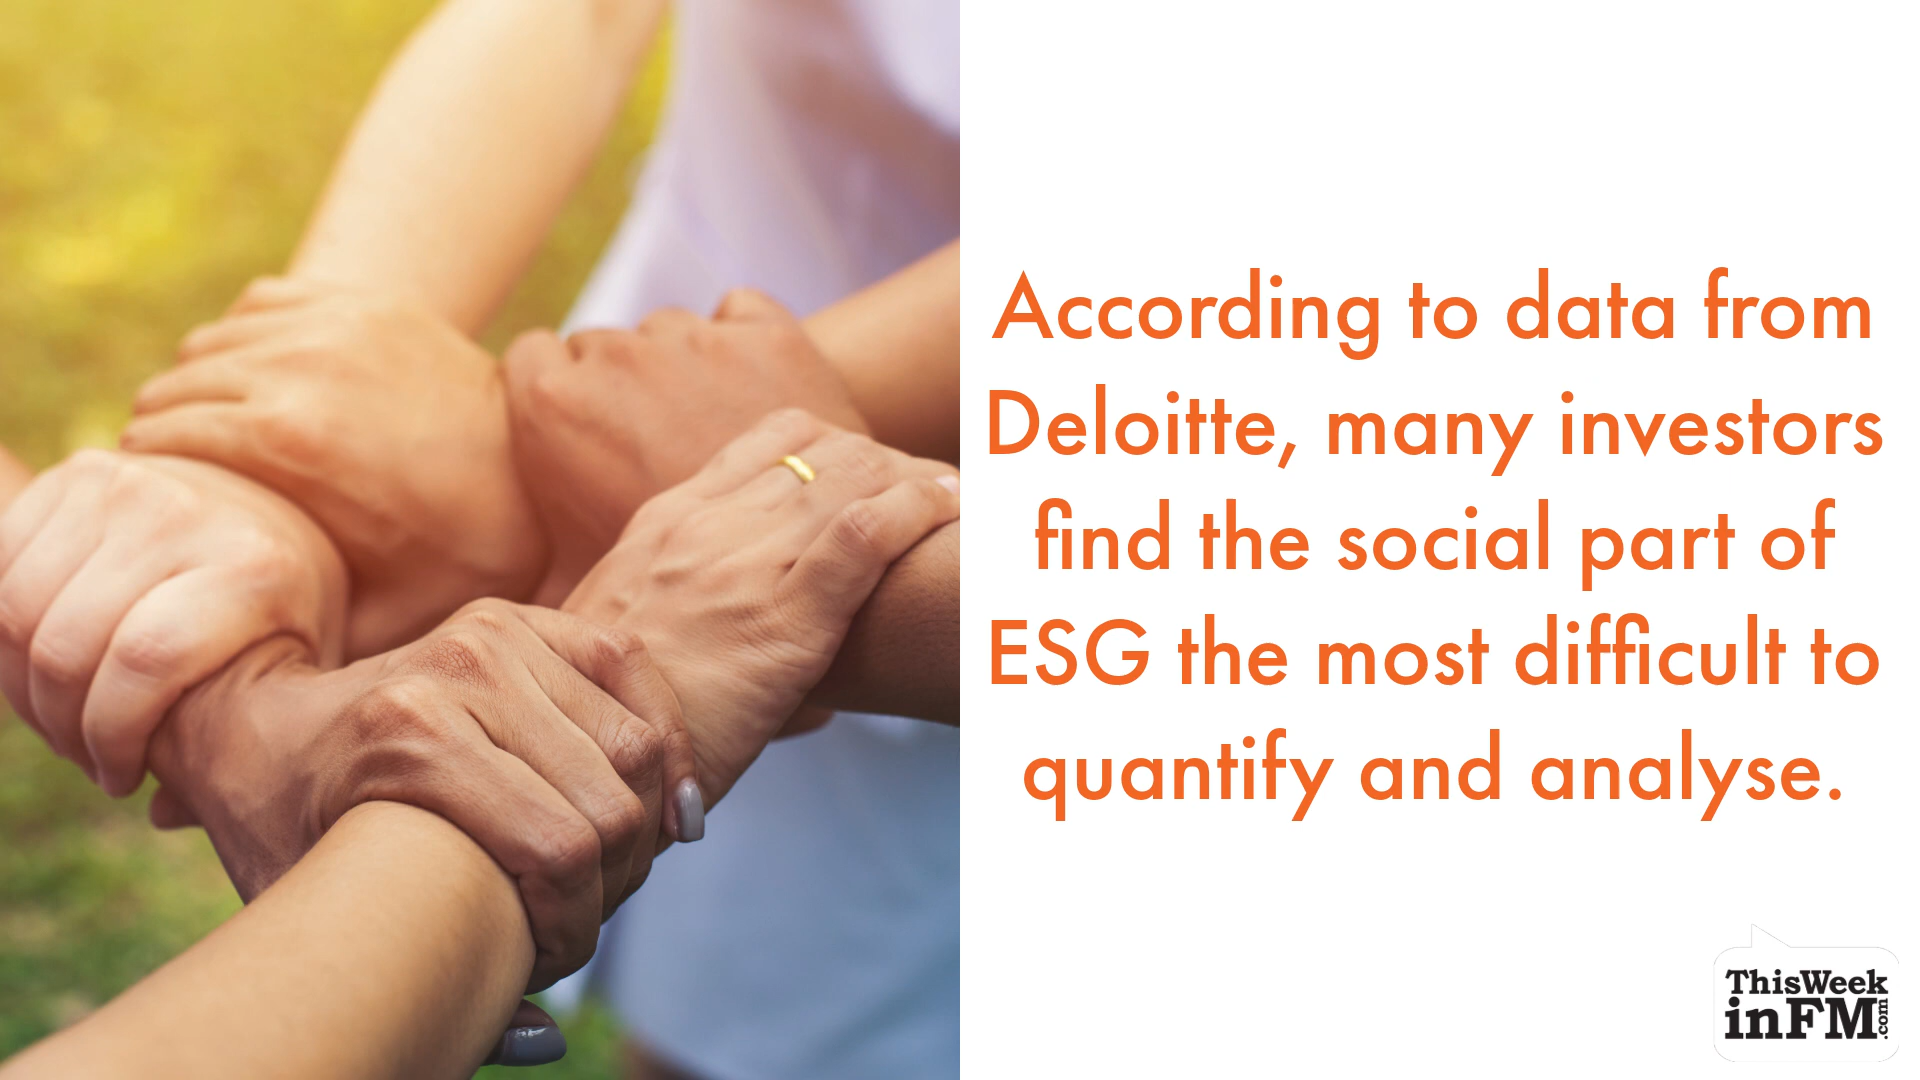 According to data from
Deloitte, many investors
find the social part of
ESG the most difficult to
quantify and analyse.
ThisWeek
inFM.com